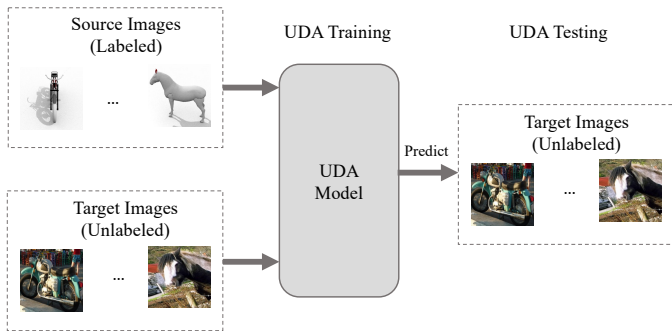 Source Images
(Labeled)
...
UDA Training
UDA Testing
Target Images
(Unlabeled)
...
UDA
Model
Predict
Target Images
(Unlabeled)
...